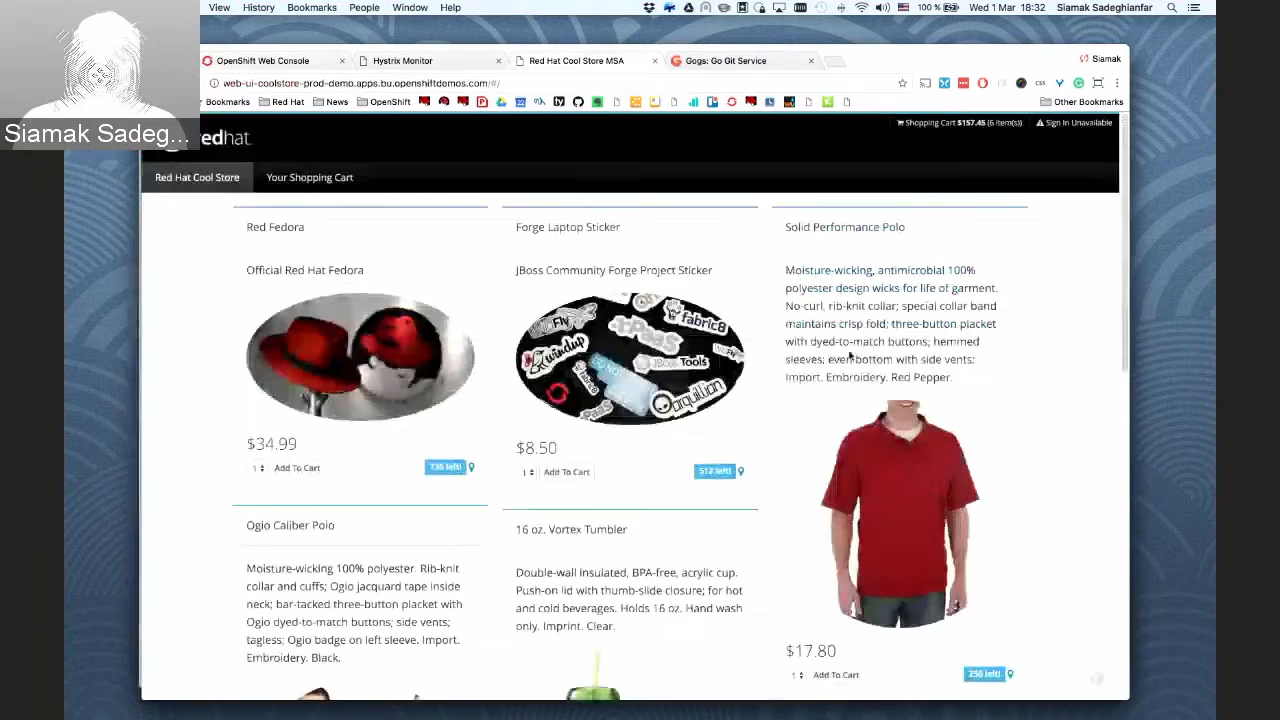 View History Bookmarks People Window Help
100 % Wed 1 Mar 18:32 Siamak Sadeghianfar
OpenShift Web Console
Hystrix Monitor
Red Hat Cool Store MSA
Gogs: Go Git Service
Siamak
web-ui-coolstore-prod-demo.apps.bu.openshiftdemos.com/#/
Bookmarks Red Hat News OpenShift
Other Bookmarks
Siamak Sadeg...
redhat.
Shopping Cart $157.45 (6 item(s))
Sign In Unavailable
Red Hat Cool Store
Your Shopping Cart
Red Fedora
Official Red Hat Fedora
$34.99
1 Add To Cart
736 left!
Forge Laptop Sticker
JBoss Community Forge Project Sticker
fabric8
windup
JBoss Tools
arquillian
$8.50
1 Add To Cart
512 left!
Solid Performance Polo
Moisture-wicking, antimicrobial 100%
polyester design wicks for life of garment.
No-curl, rib-knit collar; special collar band
maintains crisp fold; three-button placket
with dyed-to-match buttons; hemmed
sleeves; even bottom with side vents;
Import. Embroidery. Red Pepper.
$17.80
1 Add To Cart
256 left!
Ogio Caliber Polo
Moisture-wicking 100% polyester. Rib-knit
collar and cuffs; Ogio jacquard tape inside
neck; bar-tacked three-button placket with
Ogio dyed-to-match buttons; side vents;
tagless; Ogio badge on left sleeve. Import.
Embroidery. Black.
16 oz. Vortex Tumbler
Double-wall insulated, BPA-free, acrylic cup.
Push-on lid with thumb-slide closure; for hot
and cold beverages. Holds 16 oz. Hand wash
only. Imprint. Clear.